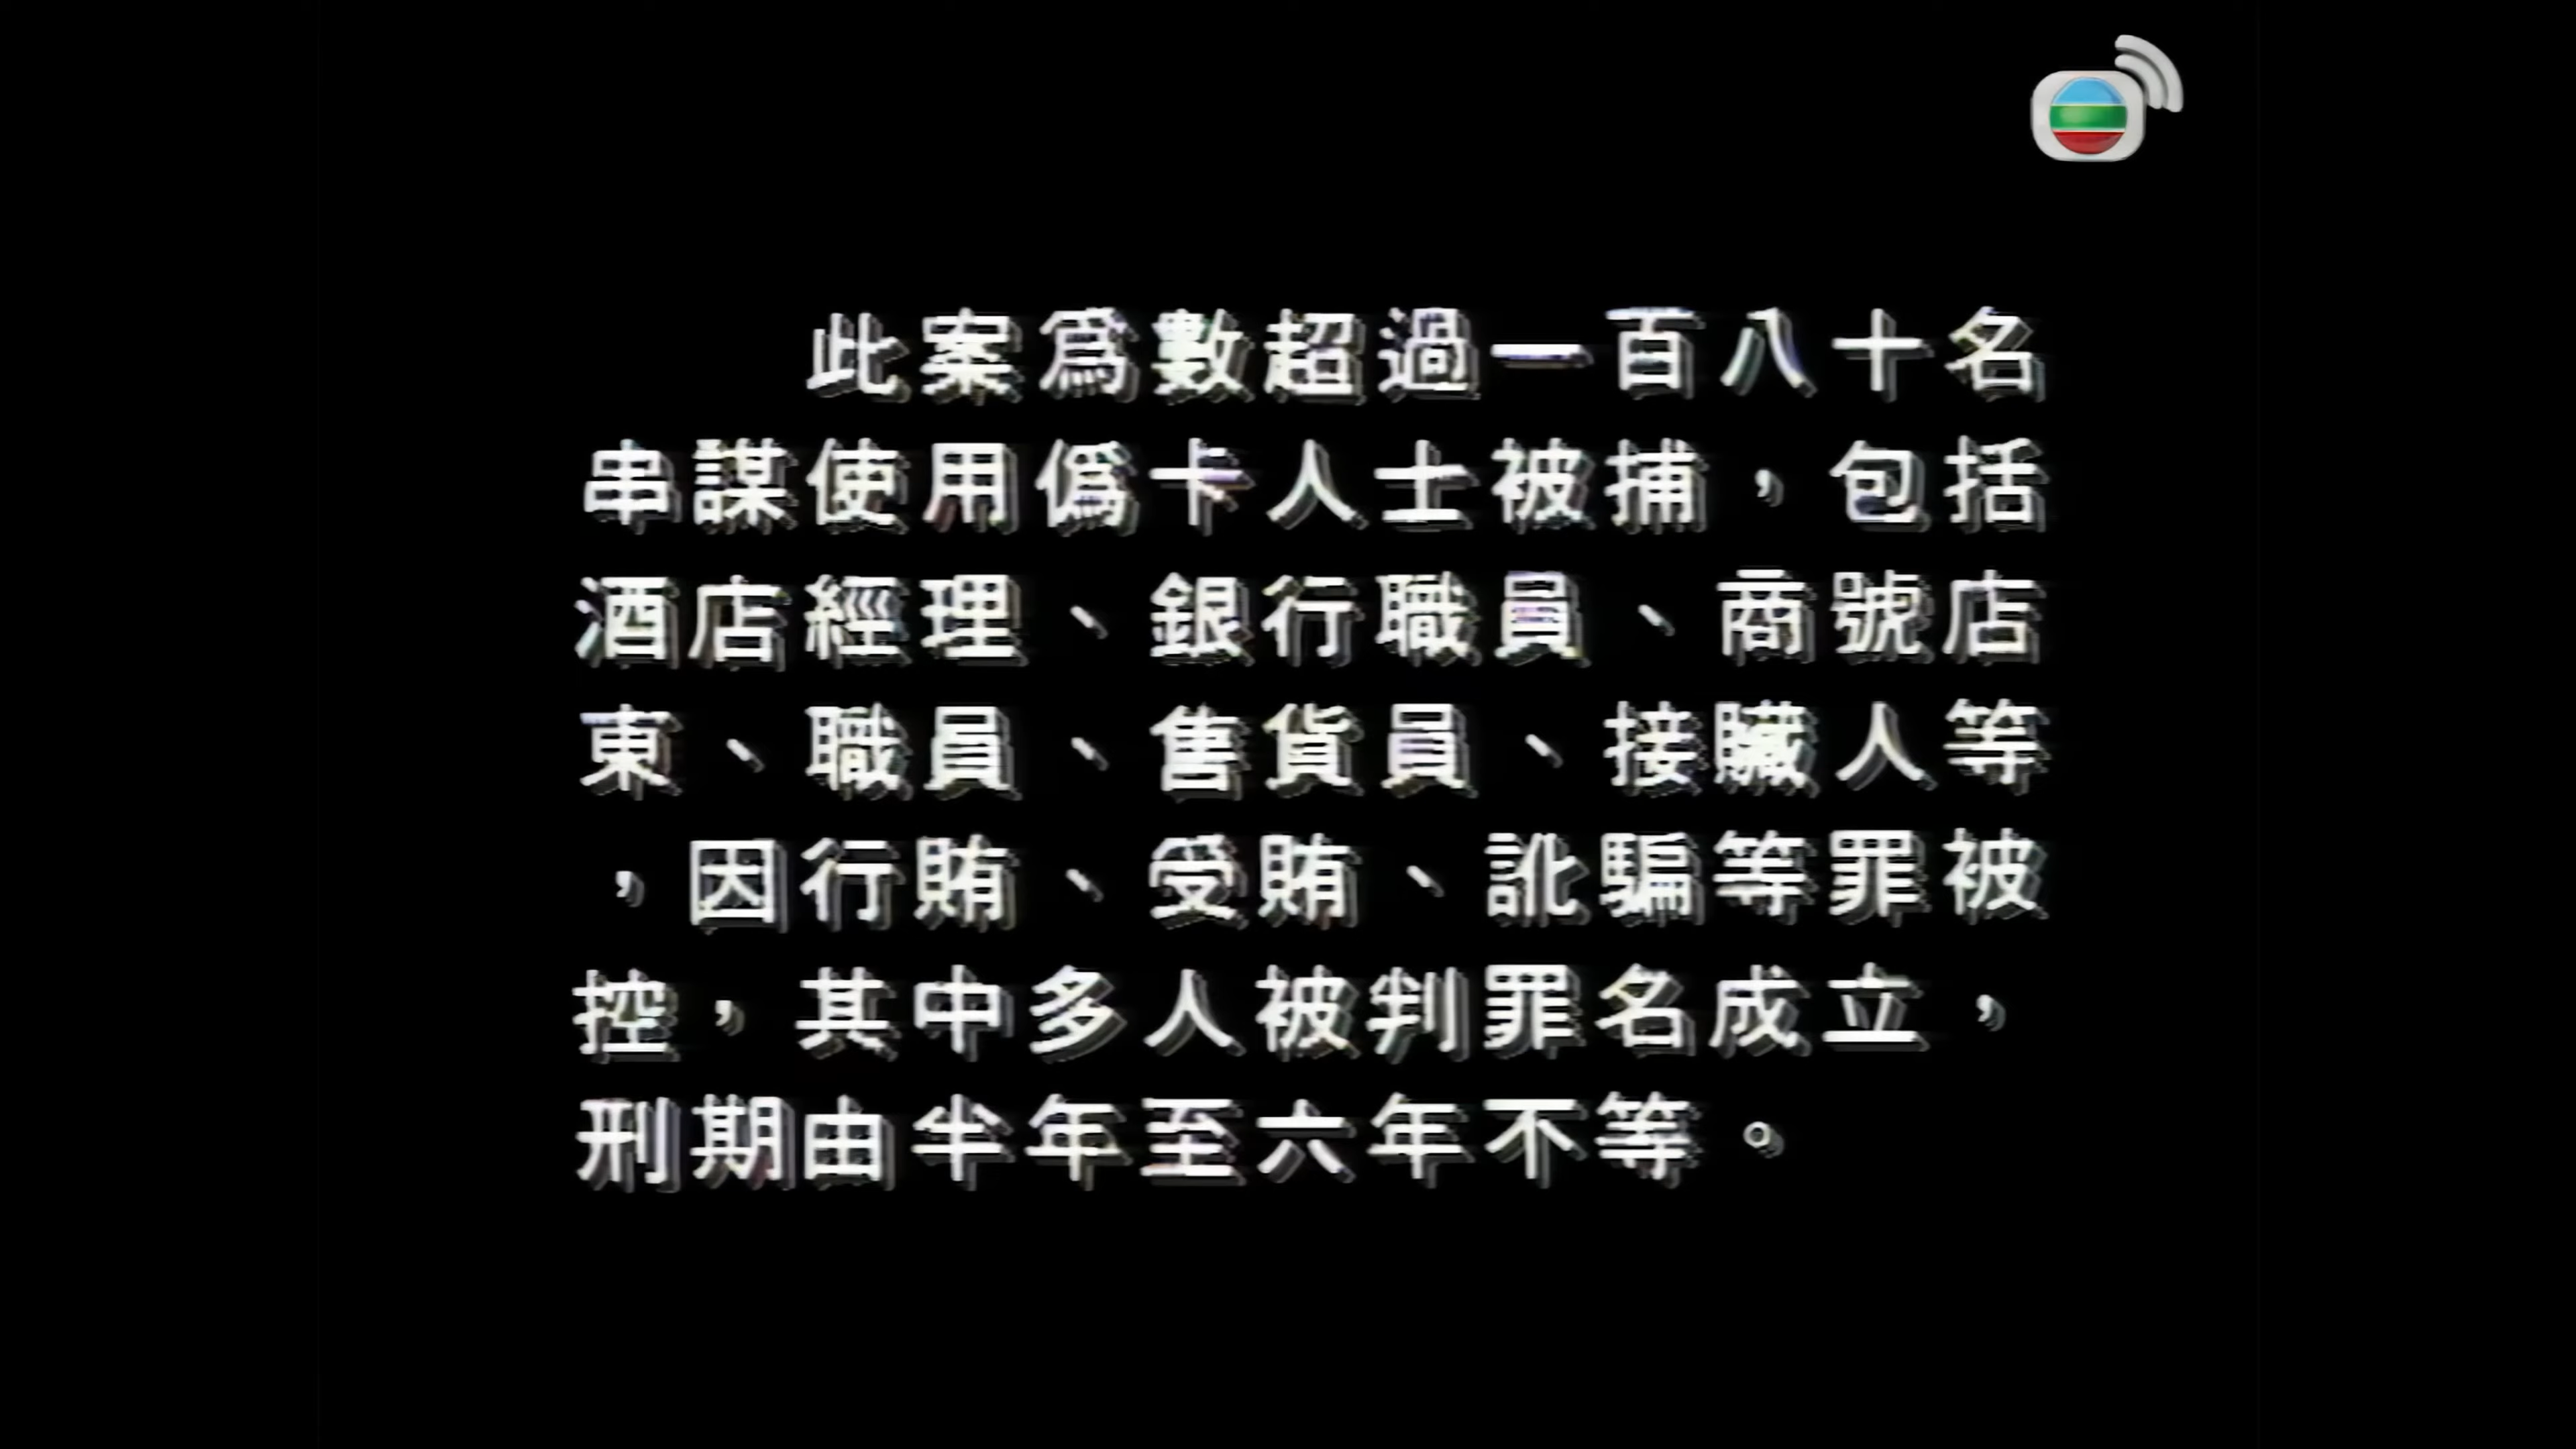 此案爲數超過一百八十名
串謀使用僞卡人士被捕，包括
酒店經理、銀行職員、商號店
東、職員、售貨員、接贓人等
，因行賄、受賄、訛騙等罪被
控，其中多人被判罪名成立，
刑期由半年至六年不等。